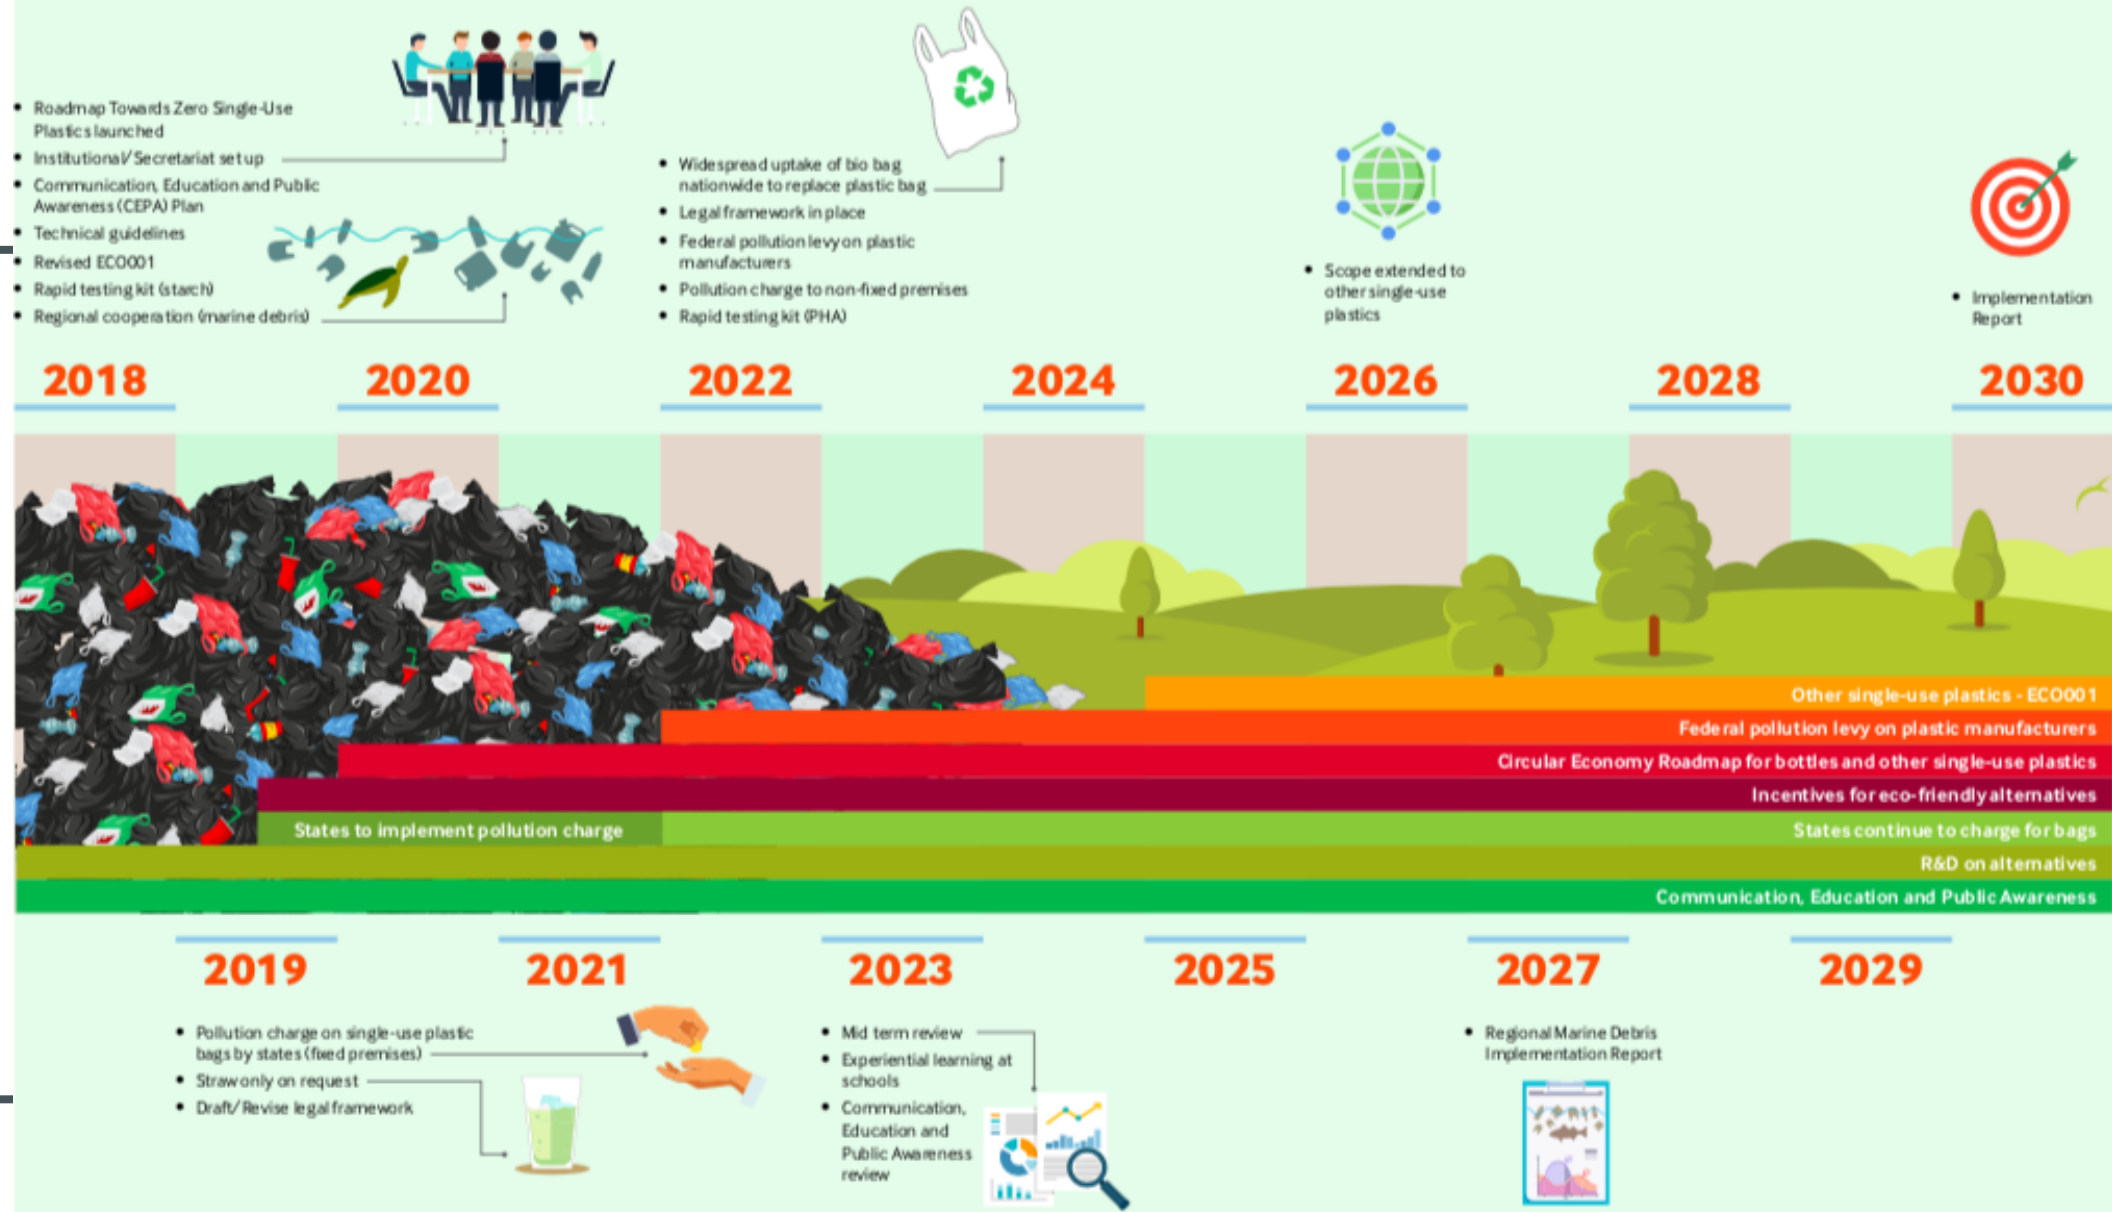 • Roadmap Towards Zero Single-Use
Plastics launched
• Institutional/Secretariat set up
• Communication, Education and Public
Awareness (CEPA) Plan
• Technical guidelines
• Revised ECO001
• Rapid testing kit (starch)
• Regional cooperation (marine debris)
• Widespread uptake of bio bag
nationwide to replace plastic bag
• Legal framework in place
• Federal pollution levy on plastic
manufacturers
• Pollution charge to non-fixed premises
• Rapid testing kit (PHA)
• Scope extended to
other single-use
plastics
• Implementation
Report
2018
2020
2022
2024
2026
2028
2030
Other single-use plastics - ECO001
Federal pollution levy on plastic manufacturers
Circular Economy Roadmap for bottles and other single-use plastics
Incentives for eco-friendly alternatives
States to implement pollution charge
States continue to charge for bags
R&D on alternatives
Communication, Education and Public Awareness
2019
2021
2023
2025
2027
2029
• Pollution charge on single-use plastic
bags by states (fixed premises)
• Straw only on request
• Draft/Revise legal framework
• Mid term review
• Experiential learning at
schools
• Communication,
Education and
Public Awareness
review
• Regional Marine Debris
Implementation Report